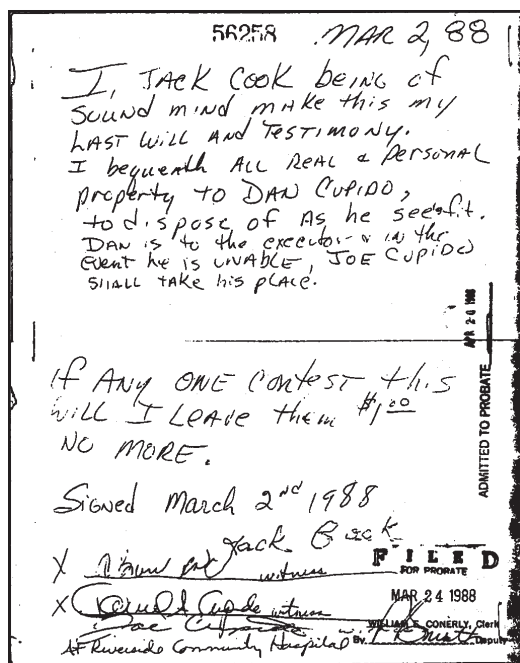 56258 MAR 2, 88
I, JACK COOK BEING of
SOUND MIND MAKE this my
LAST WILL AND TESTIMONY.
I bequeath ALL REAL & PERSONAL
property TO DAN CUPIDO,
to dispose of As he sees fit.
DAN is to the executor & in the
EVENT he is UNABLE, JOE CUPIDO
SHALL TAKE his place.
APR 20 1988
ADMITTED TO PROBATE
If ANY ONE CONTEST this
WILL I LEAVE them $1.00
NO MORE.
Signed March 2nd 1988
Jack Cook
X witness
X Cupido witness
FILED
FOR PROBATE
MAR 24 1988
WILLIAM E. CONERLY, Clerk
By Deputy
AT Riverside Community Hospital